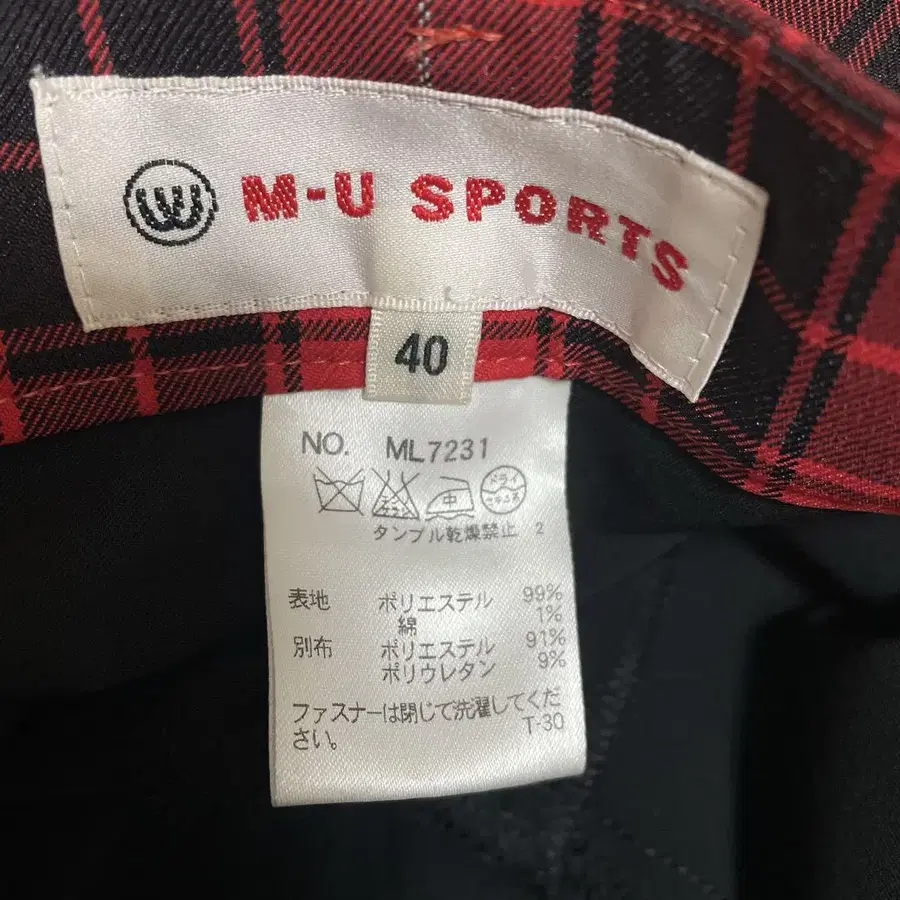 M-U SPORTS
40
NO. ML7231
中 ドライ
タンブル乾燥禁止 2
表地 ポリエステル 99%
綿 1%
別布 ポリエステル 91%
ポリウレタン 9%
ファスナーは閉じて洗濯してくだ
さい。 T-30